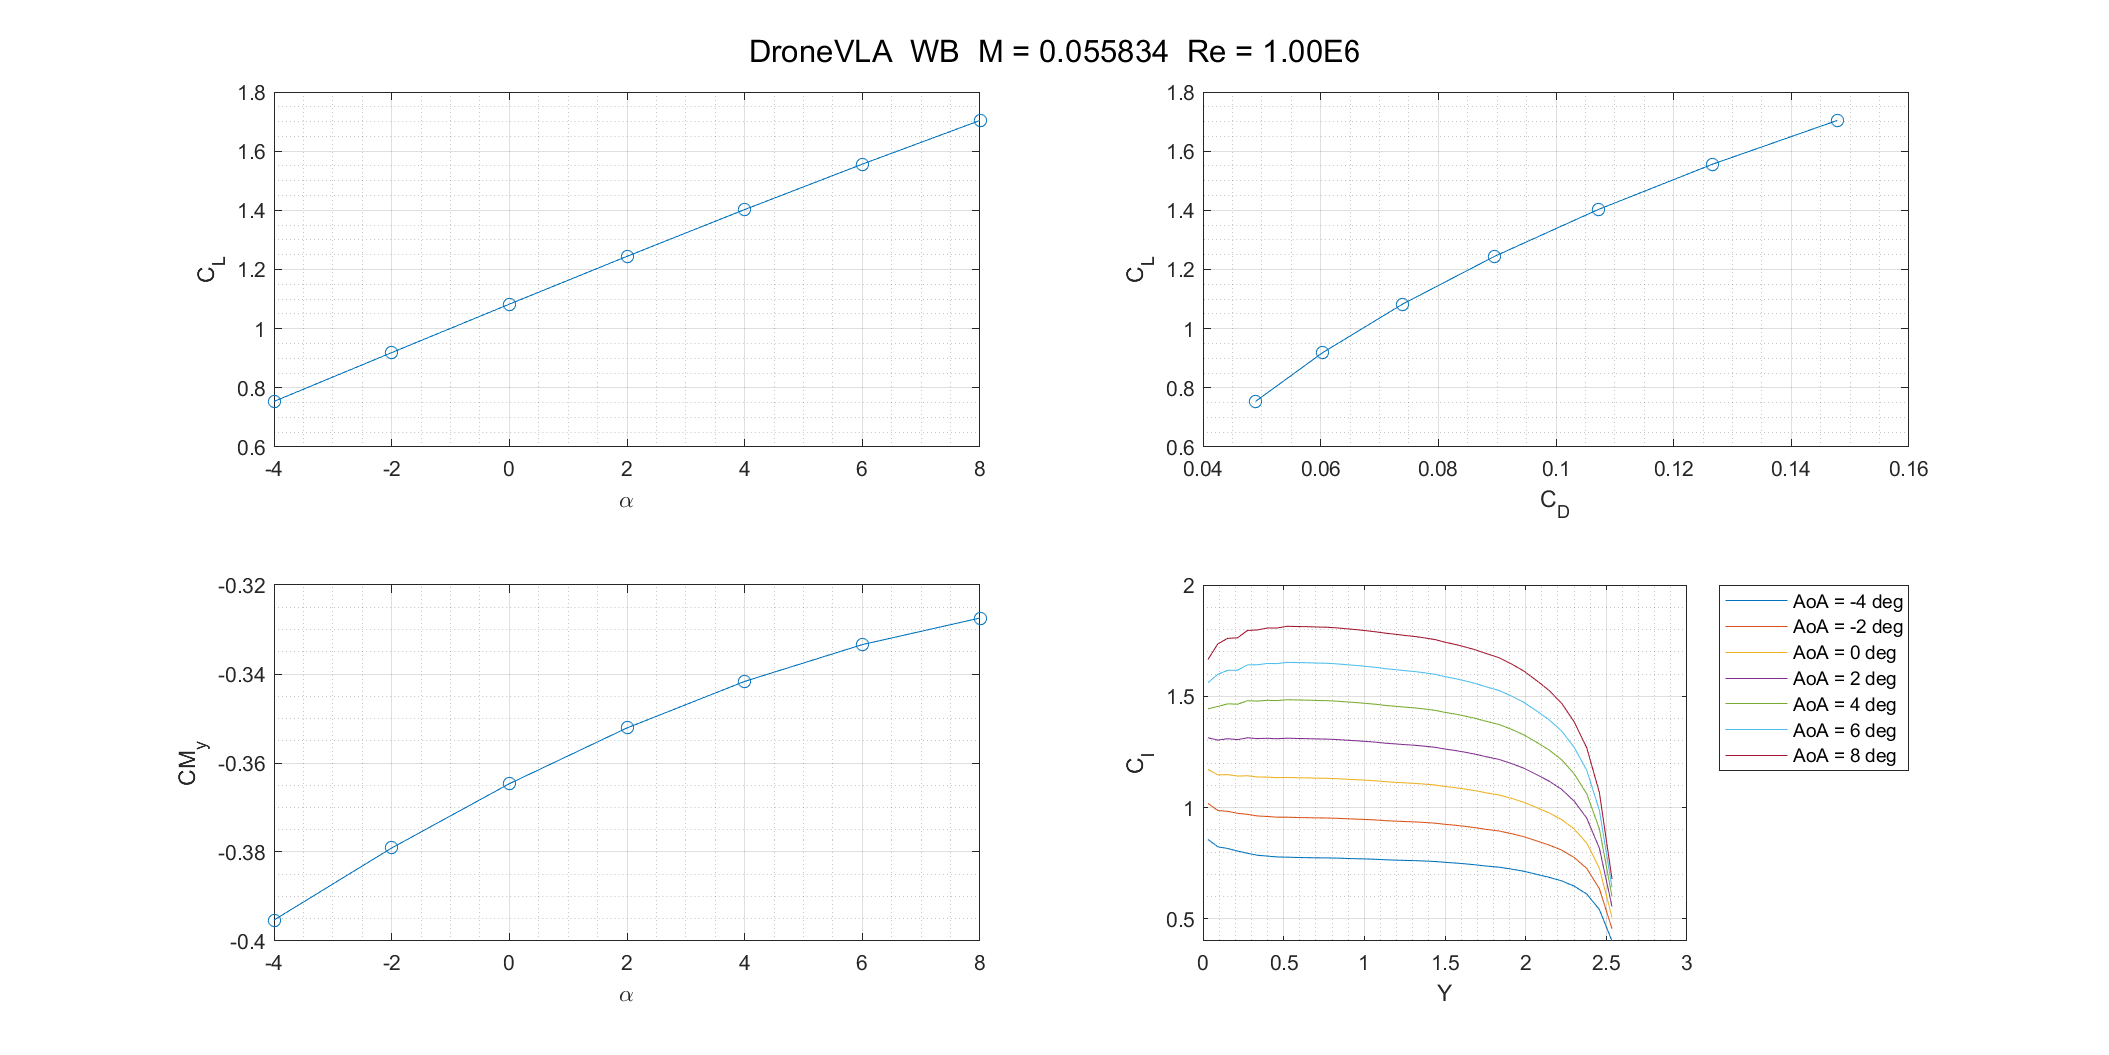 DroneVLA WB M = 0.055834 Re = 1.00E6
1.8
1.6
1.4
1.2
1
0.8
0.6
C_L
-4 -2 0 2 4 6 8
α
1.8
1.6
1.4
1.2
1
0.8
0.6
C_L
0.04 0.06 0.08 0.1 0.12 0.14 0.16
C_D
-0.32
-0.34
-0.36
-0.38
-0.4
CM_y
-4 -2 0 2 4 6 8
α
2
1.5
1
0.5
C_l
0 0.5 1 1.5 2 2.5 3
Y
AoA = -4 deg
AoA = -2 deg
AoA = 0 deg
AoA = 2 deg
AoA = 4 deg
AoA = 6 deg
AoA = 8 deg